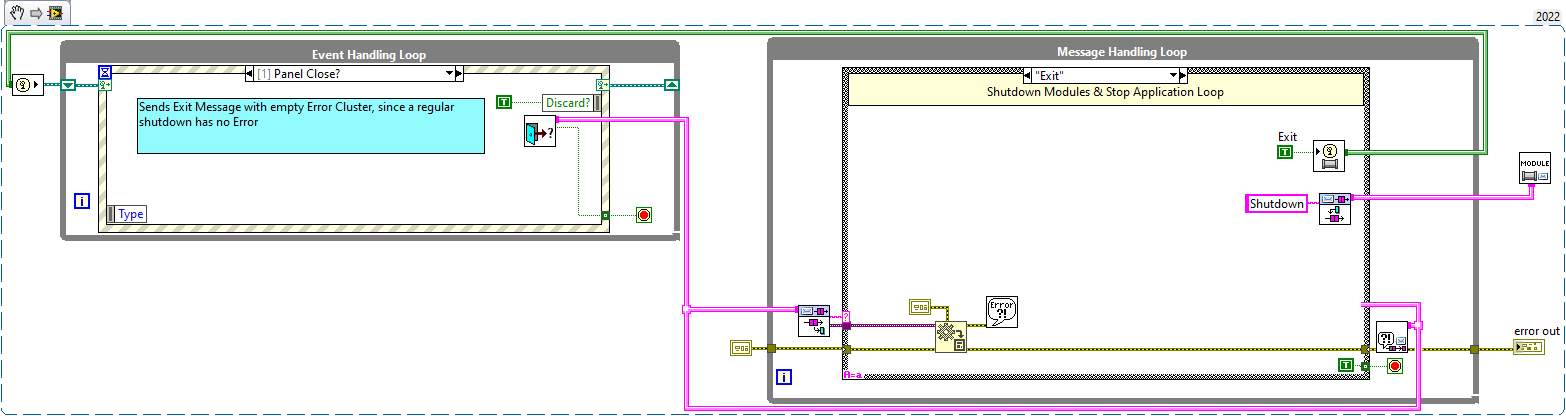 2022
Event Handling Loop
[1] Panel Close?
Sends Exit Message with empty Error Cluster, since a regular
shutdown has no Error
T
Discard?
?
i
Type
Message Handling Loop
"Exit"
Shutdown Modules & Stop Application Loop
Exit
T
MODULE
Shutdown
Error
?!
?
?!
error out
T
A=a
i